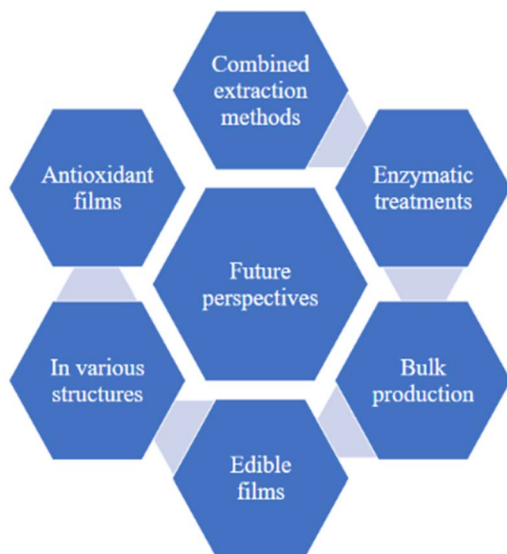 Combined
extraction
methods
Antioxidant
films
Enzymatic
treatments
Future
perspectives
In various
structures
Bulk
production
Edible
films